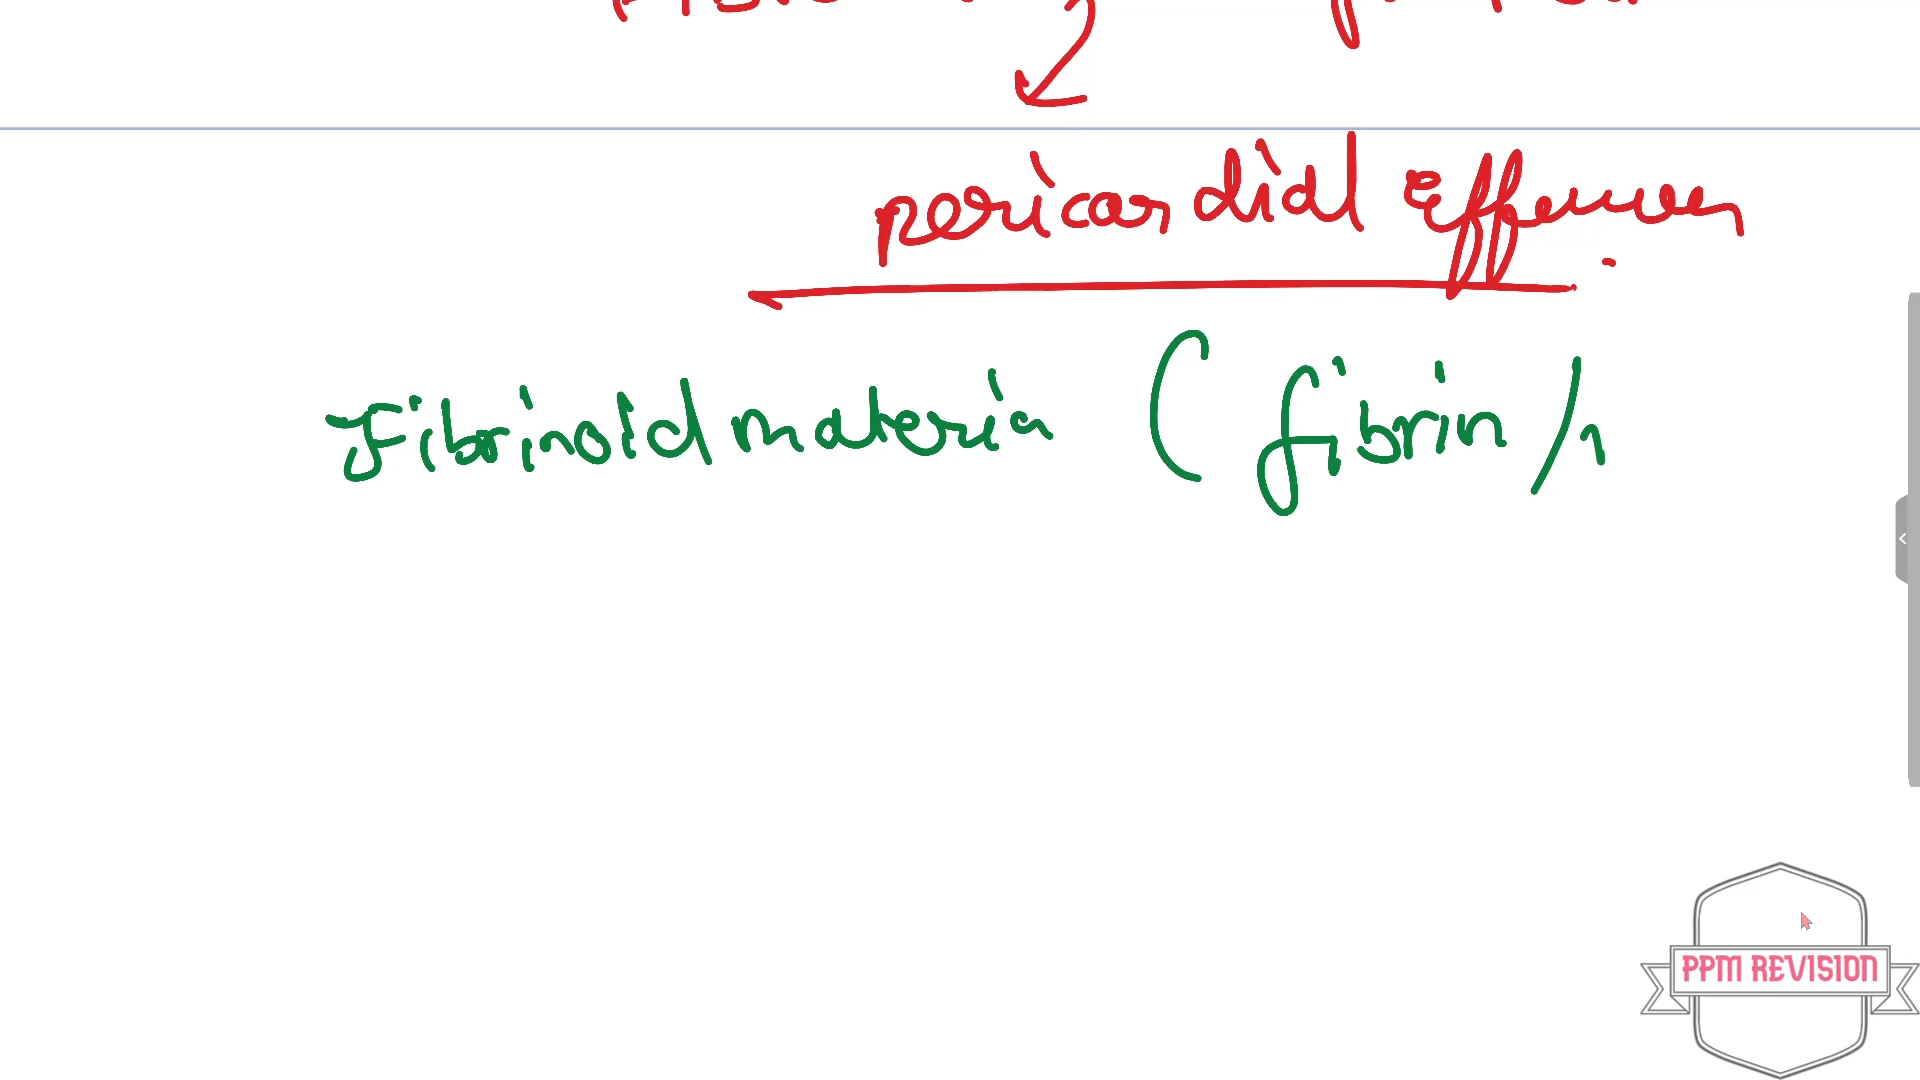 pericardial Effusion
Fibrinoid materia ( fibrin /
PPM REVISION